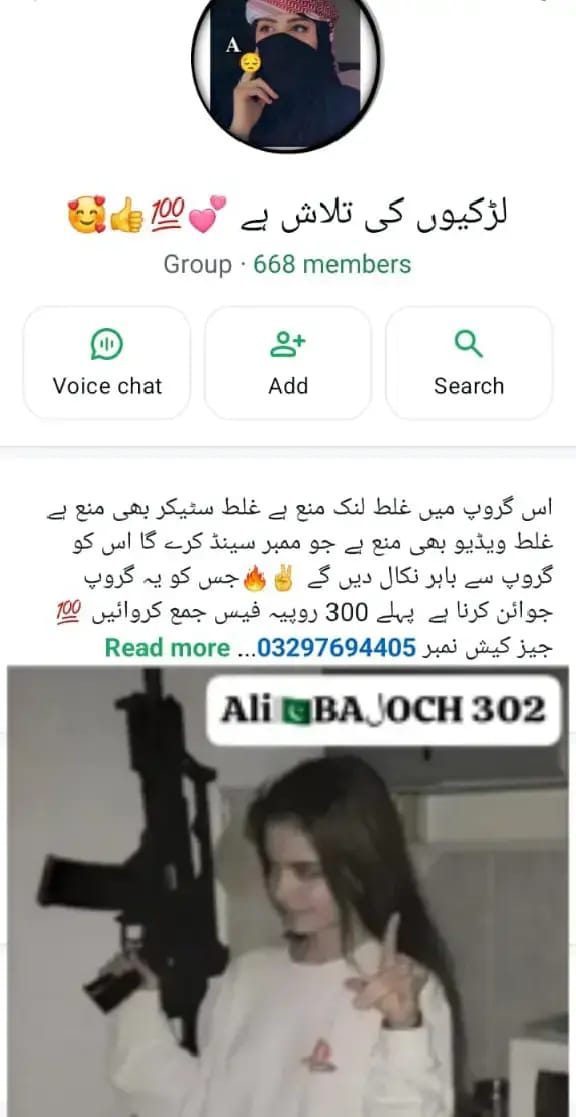 A
لڑکیوں کی تلاش ہے 💕💯👍🥰
Group · 668 members
Voice chat
Add
Search
اس گروپ میں غلط لنک منع ہے غلط سٹیکر بھی منع ہے
غلط ویڈیو بھی منع ہے جو ممبر سینڈ کرے گا اس کو
گروپ سے باہر نکال دیں گے ✌️🔥جس کو یہ گروپ
جوائن کرنا ہے پہلے 300 روپیہ فیس جمع کروائیں 💯
جیز کیش نمبر 03297694405... Read more
Ali 🇵🇰BAلOCH 302